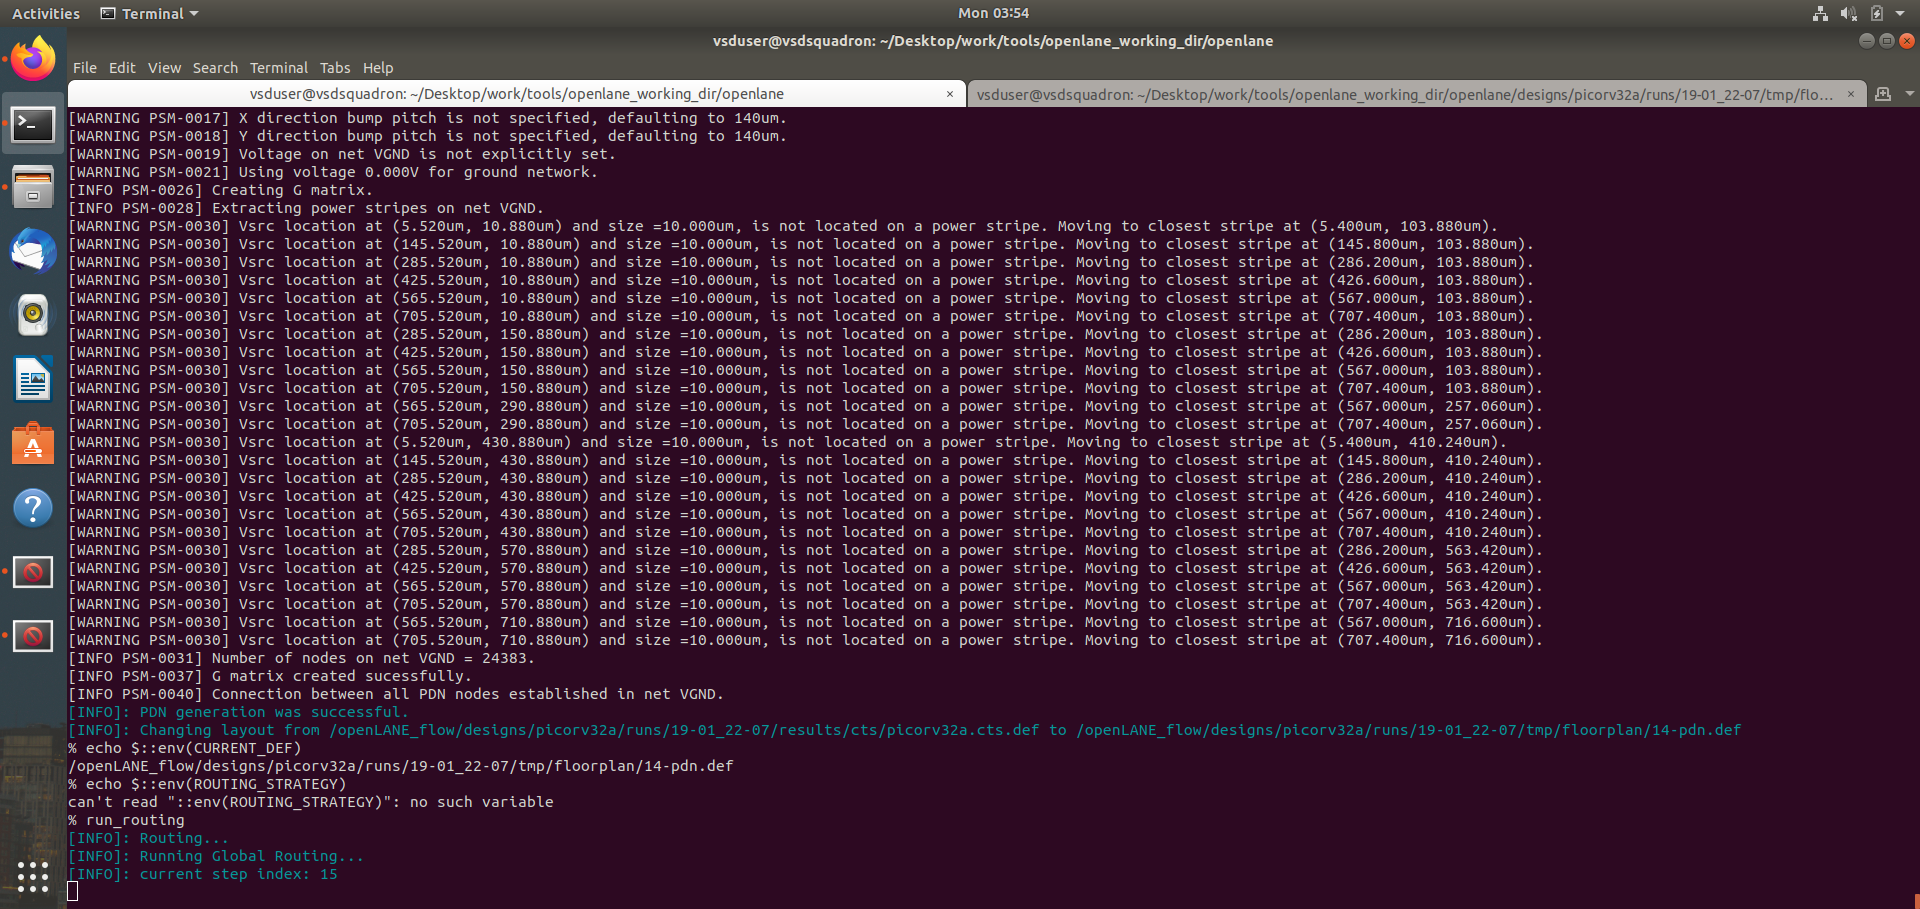 Activities Terminal Mon 03:54
vsduser@vsdsquadron: ~/Desktop/work/tools/openlane_working_dir/openlane
File Edit View Search Terminal Tabs Help
vsduser@vsdsquadron: ~/Desktop/work/tools/openlane_working_dir/openlane × vsduser@vsdsquadron: ~/Desktop/work/tools/openlane_working_dir/openlane/designs/picorv32a/runs/19-01_22-07/tmp/flo... ×
[WARNING PSM-0017] X direction bump pitch is not specified, defaulting to 140um.
[WARNING PSM-0018] Y direction bump pitch is not specified, defaulting to 140um.
[WARNING PSM-0019] Voltage on net VGND is not explicitly set.
[WARNING PSM-0021] Using voltage 0.000V for ground network.
[INFO PSM-0026] Creating G matrix.
[INFO PSM-0028] Extracting power stripes on net VGND.
[WARNING PSM-0030] Vsrc location at (5.520um, 10.880um) and size =10.000um, is not located on a power stripe. Moving to closest stripe at (5.400um, 103.880um).
[WARNING PSM-0030] Vsrc location at (145.520um, 10.880um) and size =10.000um, is not located on a power stripe. Moving to closest stripe at (145.800um, 103.880um).
[WARNING PSM-0030] Vsrc location at (285.520um, 10.880um) and size =10.000um, is not located on a power stripe. Moving to closest stripe at (286.200um, 103.880um).
[WARNING PSM-0030] Vsrc location at (425.520um, 10.880um) and size =10.000um, is not located on a power stripe. Moving to closest stripe at (426.600um, 103.880um).
[WARNING PSM-0030] Vsrc location at (565.520um, 10.880um) and size =10.000um, is not located on a power stripe. Moving to closest stripe at (567.000um, 103.880um).
[WARNING PSM-0030] Vsrc location at (705.520um, 10.880um) and size =10.000um, is not located on a power stripe. Moving to closest stripe at (707.400um, 103.880um).
[WARNING PSM-0030] Vsrc location at (285.520um, 150.880um) and size =10.000um, is not located on a power stripe. Moving to closest stripe at (286.200um, 103.880um).
[WARNING PSM-0030] Vsrc location at (425.520um, 150.880um) and size =10.000um, is not located on a power stripe. Moving to closest stripe at (426.600um, 103.880um).
[WARNING PSM-0030] Vsrc location at (565.520um, 150.880um) and size =10.000um, is not located on a power stripe. Moving to closest stripe at (567.000um, 103.880um).
[WARNING PSM-0030] Vsrc location at (705.520um, 150.880um) and size =10.000um, is not located on a power stripe. Moving to closest stripe at (707.400um, 103.880um).
[WARNING PSM-0030] Vsrc location at (565.520um, 290.880um) and size =10.000um, is not located on a power stripe. Moving to closest stripe at (567.000um, 257.060um).
[WARNING PSM-0030] Vsrc location at (705.520um, 290.880um) and size =10.000um, is not located on a power stripe. Moving to closest stripe at (707.400um, 257.060um).
[WARNING PSM-0030] Vsrc location at (5.520um, 430.880um) and size =10.000um, is not located on a power stripe. Moving to closest stripe at (5.400um, 410.240um).
[WARNING PSM-0030] Vsrc location at (145.520um, 430.880um) and size =10.000um, is not located on a power stripe. Moving to closest stripe at (145.800um, 410.240um).
[WARNING PSM-0030] Vsrc location at (285.520um, 430.880um) and size =10.000um, is not located on a power stripe. Moving to closest stripe at (286.200um, 410.240um).
[WARNING PSM-0030] Vsrc location at (425.520um, 430.880um) and size =10.000um, is not located on a power stripe. Moving to closest stripe at (426.600um, 410.240um).
[WARNING PSM-0030] Vsrc location at (565.520um, 430.880um) and size =10.000um, is not located on a power stripe. Moving to closest stripe at (567.000um, 410.240um).
[WARNING PSM-0030] Vsrc location at (705.520um, 430.880um) and size =10.000um, is not located on a power stripe. Moving to closest stripe at (707.400um, 410.240um).
[WARNING PSM-0030] Vsrc location at (285.520um, 570.880um) and size =10.000um, is not located on a power stripe. Moving to closest stripe at (286.200um, 563.420um).
[WARNING PSM-0030] Vsrc location at (425.520um, 570.880um) and size =10.000um, is not located on a power stripe. Moving to closest stripe at (426.600um, 563.420um).
[WARNING PSM-0030] Vsrc location at (565.520um, 570.880um) and size =10.000um, is not located on a power stripe. Moving to closest stripe at (567.000um, 563.420um).
[WARNING PSM-0030] Vsrc location at (705.520um, 570.880um) and size =10.000um, is not located on a power stripe. Moving to closest stripe at (707.400um, 563.420um).
[WARNING PSM-0030] Vsrc location at (565.520um, 710.880um) and size =10.000um, is not located on a power stripe. Moving to closest stripe at (567.000um, 716.600um).
[WARNING PSM-0030] Vsrc location at (705.520um, 710.880um) and size =10.000um, is not located on a power stripe. Moving to closest stripe at (707.400um, 716.600um).
[INFO PSM-0031] Number of nodes on net VGND = 24383.
[INFO PSM-0037] G matrix created sucessfully.
[INFO PSM-0040] Connection between all PDN nodes established in net VGND.
[INFO]: PDN generation was successful.
[INFO]: Changing layout from /openLANE_flow/designs/picorv32a/runs/19-01_22-07/results/cts/picorv32a.cts.def to /openLANE_flow/designs/picorv32a/runs/19-01_22-07/tmp/floorplan/14-pdn.def
% echo $::env(CURRENT_DEF)
/openLANE_flow/designs/picorv32a/runs/19-01_22-07/tmp/floorplan/14-pdn.def
% echo $::env(ROUTING_STRATEGY)
can't read "::env(ROUTING_STRATEGY)": no such variable
% run_routing
[INFO]: Routing...
[INFO]: Running Global Routing...
[INFO]: current step index: 15